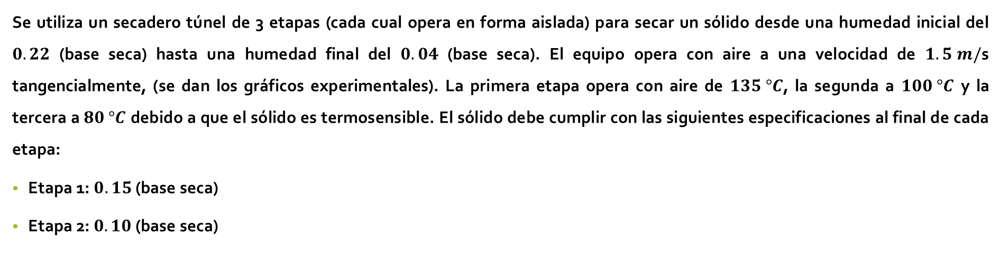 Se utiliza un secadero túnel de 3 etapas (cada cual opera en forma aislada) para secar un sólido desde una humedad inicial del
0.22 (base seca) hasta una humedad final del 0.04 (base seca). El equipo opera con aire a una velocidad de 1.5 m/s
tangencialmente, (se dan los gráficos experimentales). La primera etapa opera con aire de 135 °C, la segunda a 100 °C y la
tercera a 80 °C debido a que el sólido es termosensible. El sólido debe cumplir con las siguientes especificaciones al final de cada
etapa:
• Etapa 1: 0.15 (base seca)
• Etapa 2: 0.10 (base seca)